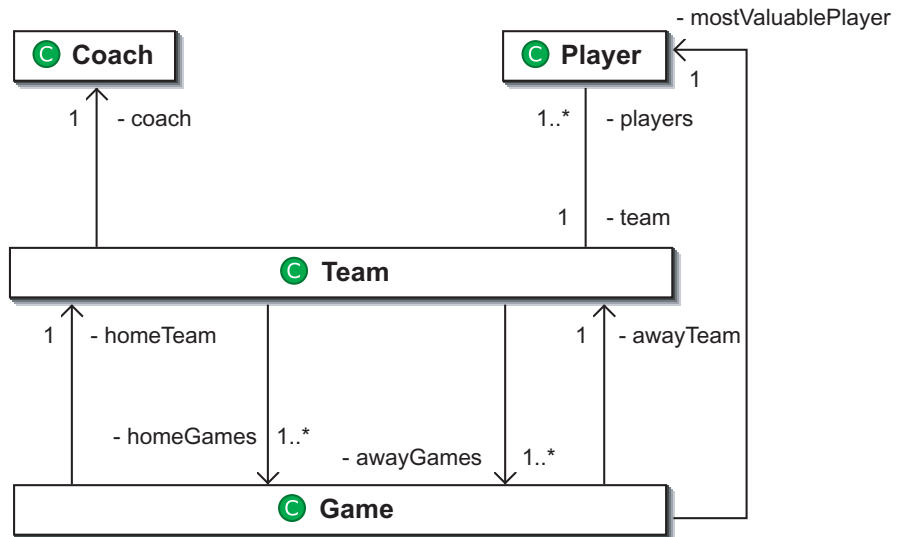 - mostValuablePlayer
C Coach
C Player
1
1 - coach
1..* - players
1 - team
C Team
1 - homeTeam
1 - awayTeam
- homeGames 1..*
- awayGames 1..*
C Game